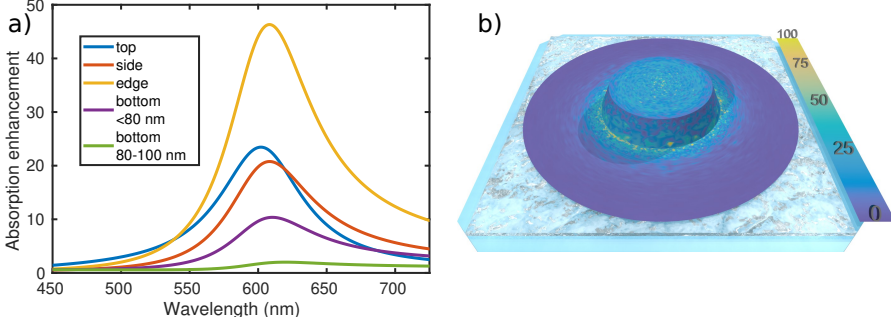 a)
Absorption enhancement
50
40
30
20
10
0
top
side
edge
bottom
<80 nm
bottom
80-100 nm
450
500
550
600
650
700
Wavelength (nm)
b)
100
75
50
25
0